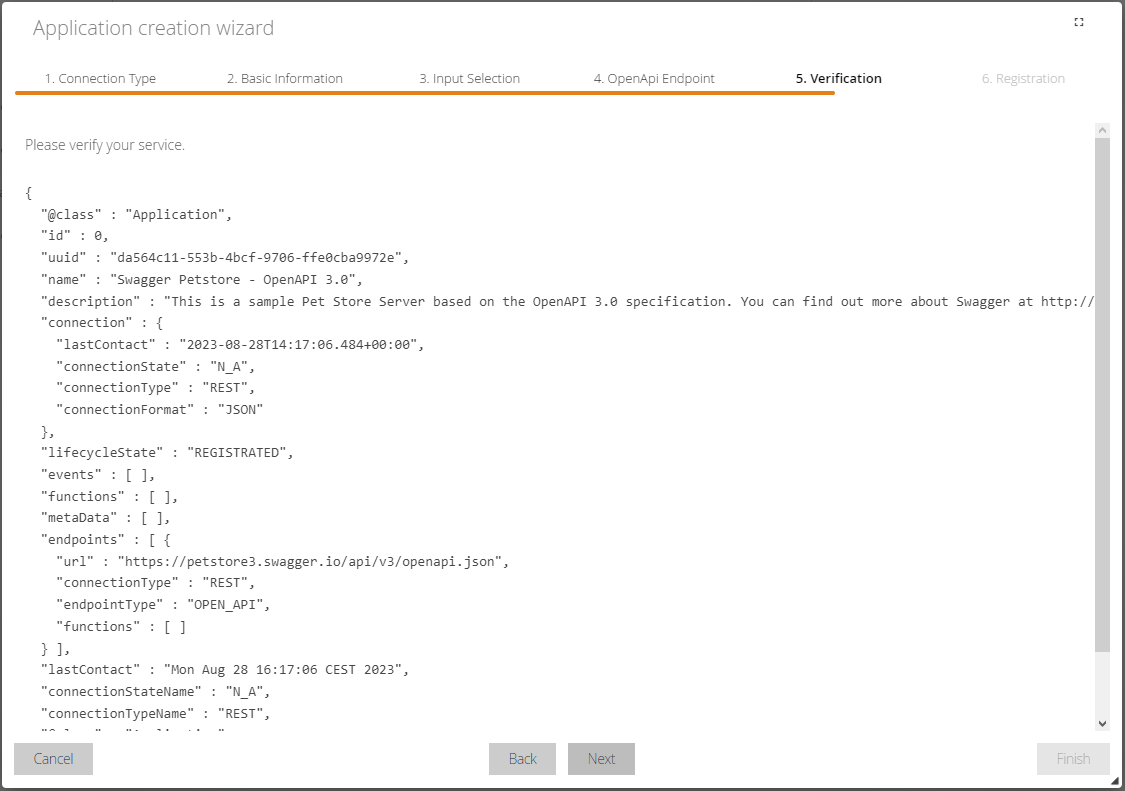 Application creation wizard
1. Connection Type 2. Basic Information 3. Input Selection 4. OpenApi Endpoint 5. Verification 6. Registration
Please verify your service.
{
  "@class" : "Application",
  "id" : 0,
  "uuid" : "da564c11-553b-4bcf-9706-ffe0cba9972e",
  "name" : "Swagger Petstore - OpenAPI 3.0",
  "description" : "This is a sample Pet Store Server based on the OpenAPI 3.0 specification. You can find out more about Swagger at http://
  "connection" : {
    "lastContact" : "2023-08-28T14:17:06.484+00:00",
    "connectionState" : "N_A",
    "connectionType" : "REST",
    "connectionFormat" : "JSON"
  },
  "lifecycleState" : "REGISTRATED",
  "events" : [ ],
  "functions" : [ ],
  "metaData" : [ ],
  "endpoints" : [ {
    "url" : "https://petstore3.swagger.io/api/v3/openapi.json",
    "connectionType" : "REST",
    "endpointType" : "OPEN_API",
    "functions" : [ ]
  } ],
  "lastContact" : "Mon Aug 28 16:17:06 CEST 2023",
  "connectionStateName" : "N_A",
  "connectionTypeName" : "REST",
Cancel Back Next Finish